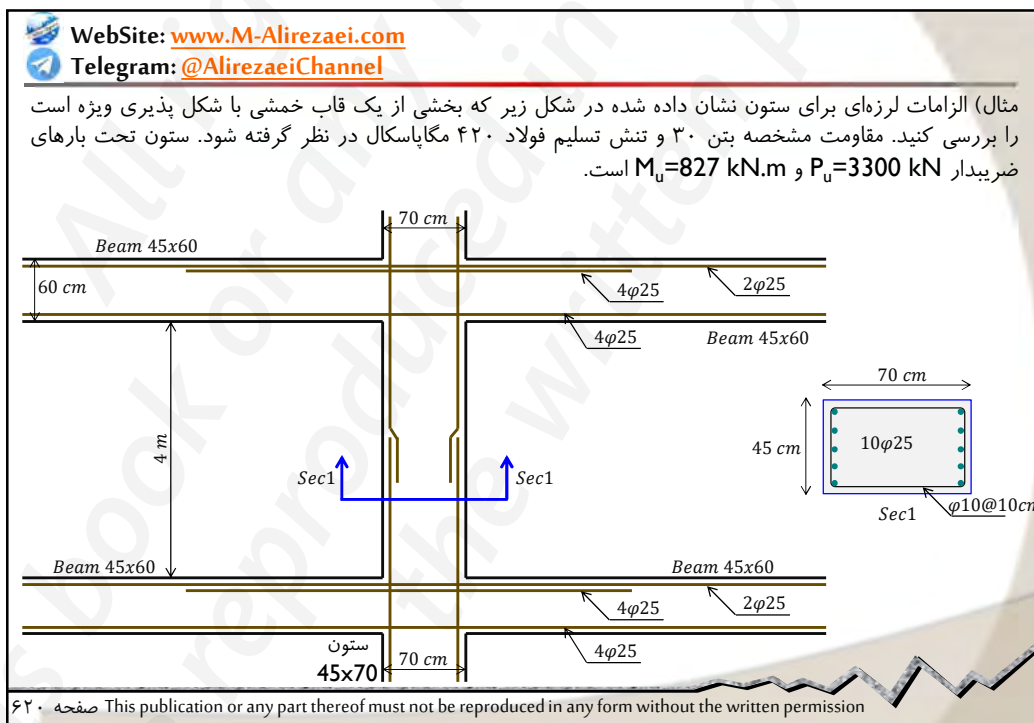 WebSite: www.M-Alirezaei.com
Telegram: @AlirezaeiChannel
مثال) الزامات لرزه‌ای برای ستون نشان داده شده در شکل زیر که بخشی از یک قاب خمشی با شکل پذیری ویژه است
را بررسی کنید. مقاومت مشخصه بتن ۳۰ و تنش تسلیم فولاد ۴۲۰ مگاپاسکال در نظر گرفته شود. ستون تحت بارهای
ضریبدار Pu=3300 kN و Mu=827 kN.m است.
70 cm
Beam 45x60
60 cm
4φ25
2φ25
4φ25
Beam 45x60
4 m
Sec1
Sec1
70 cm
45 cm
10φ25
Sec1
φ10@10cm
Beam 45x60
Beam 45x60
4φ25
2φ25
4φ25
ستون
45x70
70 cm
صفحه ۶۲۰ This publication or any part thereof must not be reproduced in any form without the written permission